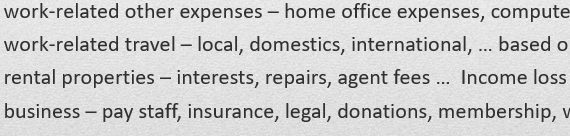 work-related other expenses – home office expenses, compute
work-related travel – local, domestics, international, ... based o
rental properties – interests, repairs, agent fees ...  Income loss
business – pay staff, insurance, legal, donations, membership,